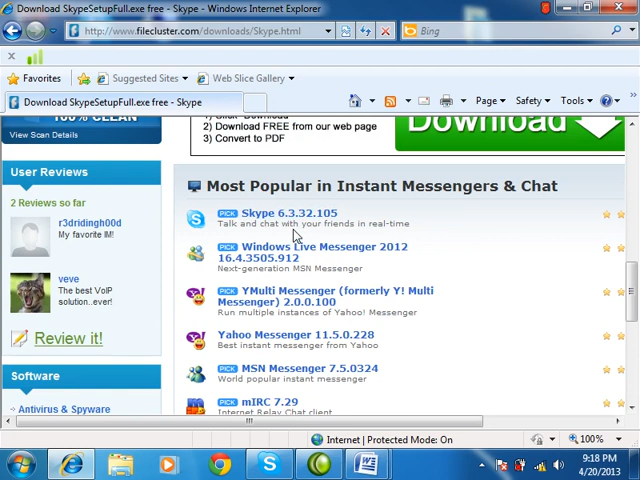 Download SkypeSetupFull.exe free - Skype - Windows Internet Explorer
http://www.filecluster.com/downloads/Skype.html
Bing
Favorites
Suggested Sites
Web Slice Gallery
Download SkypeSetupFull.exe free - Skype
Page
Safety
Tools
100% CLEAN
View Scan Details
2) Download FREE from our web page
3) Convert to PDF
Download
User Reviews
2 Reviews so far
r3dridingh00d
My favorite IM!
veve
The best VoIP
solution..ever!
Review it!
Software
Antivirus & Spyware
Most Popular in Instant Messengers & Chat
PICK Skype 6.3.32.105
Talk and chat with your friends in real-time
PICK Windows Live Messenger 2012
16.4.3505.912
Next-generation MSN Messenger
PICK YMulti Messenger (formerly Y! Multi
Messenger) 2.0.0.100
Run multiple instances of Yahoo! Messenger
Yahoo Messenger 11.5.0.228
Best instant messenger from Yahoo
PICK MSN Messenger 7.5.0324
World popular instant messenger
PICK mIRC 7.29
Internet Relay Chat client
Internet | Protected Mode: On
100%
9:18 PM
4/20/2013